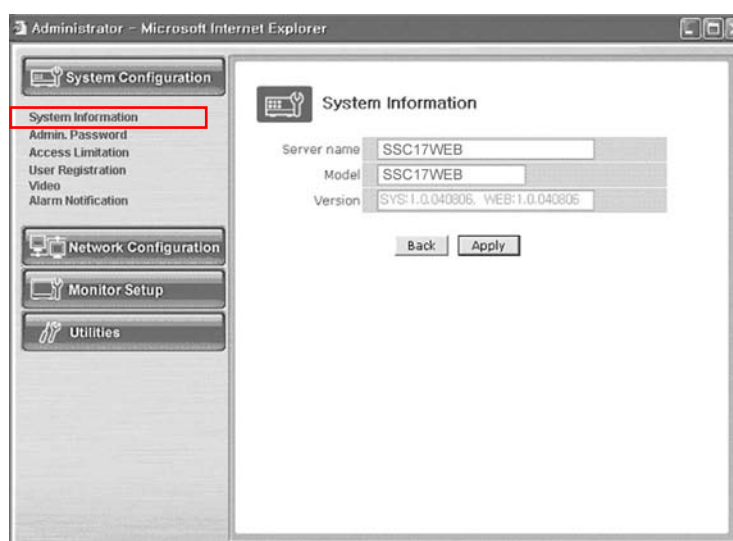 Administrator - Microsoft Internet Explorer
System Configuration
System Information
Admin. Password
Access Limitation
User Registration
Video
Alarm Notification
Network Configuration
Monitor Setup
Utilities
System Information
Server name SSC17WEB
Model SSC17WEB
Version SYS:1.0.040806, WEB:1.0.040806
Back Apply